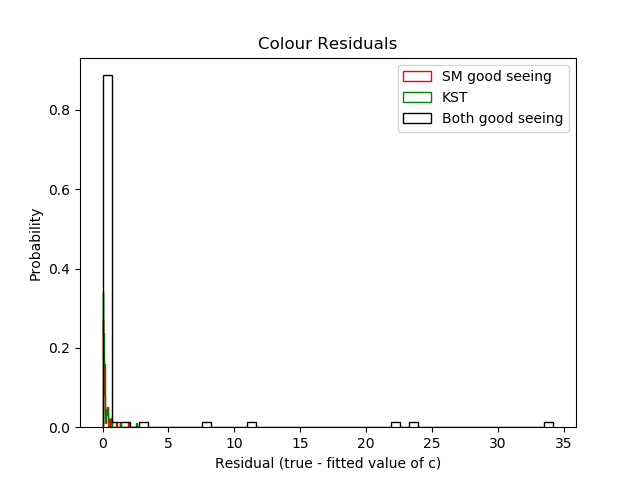 Colour Residuals
SM good seeing
KST
Both good seeing
Probability
0.8
0.6
0.4
0.2
0.0
0 5 10 15 20 25 30 35
Residual (true - fitted value of c)